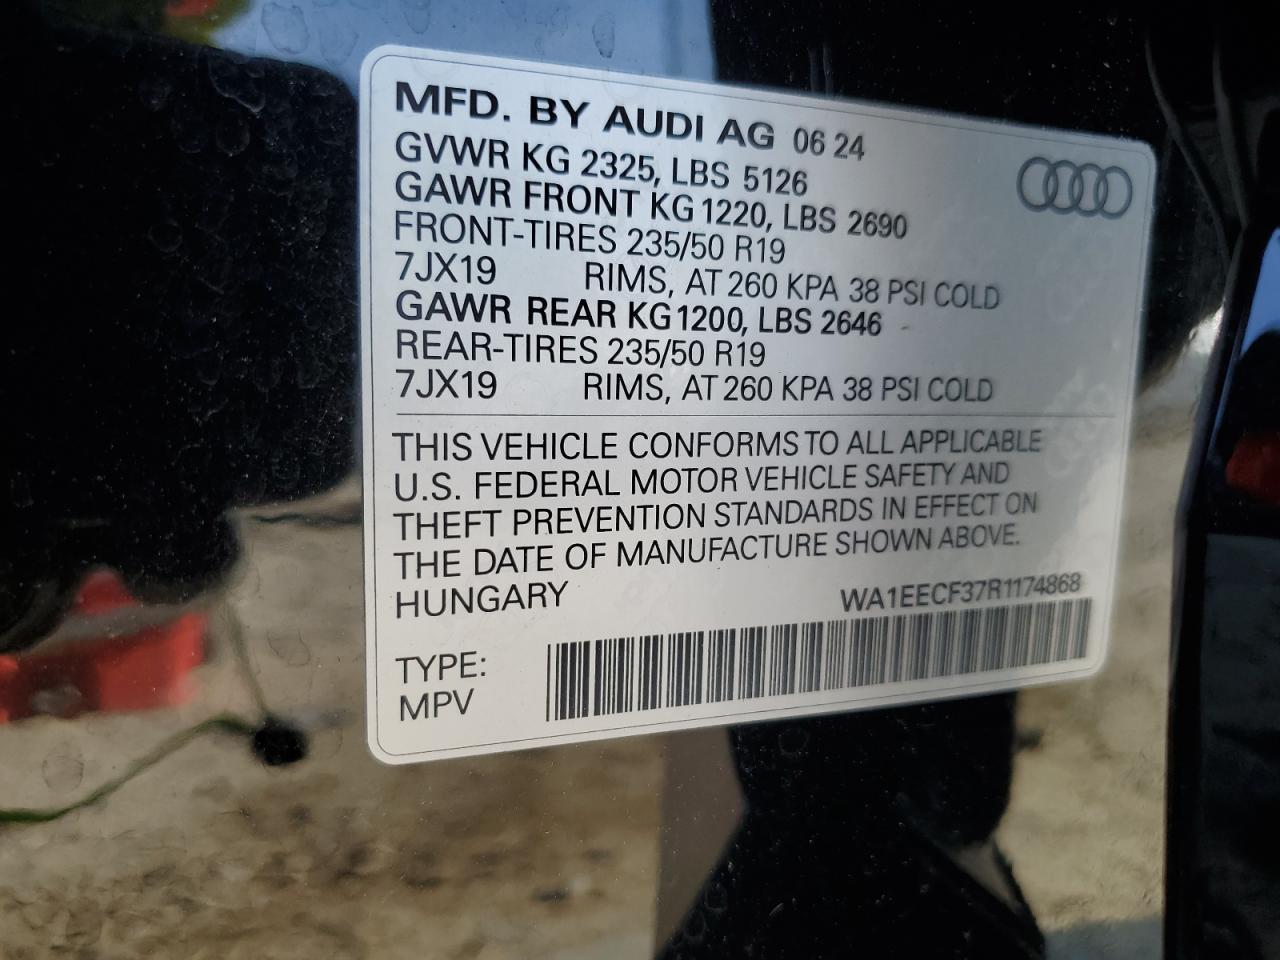 MFD. BY AUDI AG 06 24
GVWR KG 2325, LBS 5126
GAWR FRONT KG 1220, LBS 2690
FRONT-TIRES 235/50 R19
7JX19 RIMS, AT 260 KPA 38 PSI COLD
GAWR REAR KG 1200, LBS 2646
REAR-TIRES 235/50 R19
7JX19 RIMS, AT 260 KPA 38 PSI COLD
THIS VEHICLE CONFORMS TO ALL APPLICABLE
U.S. FEDERAL MOTOR VEHICLE SAFETY AND
THEFT PREVENTION STANDARDS IN EFFECT ON
THE DATE OF MANUFACTURE SHOWN ABOVE.
HUNGARY WA1EECF37R1174868
TYPE:
MPV